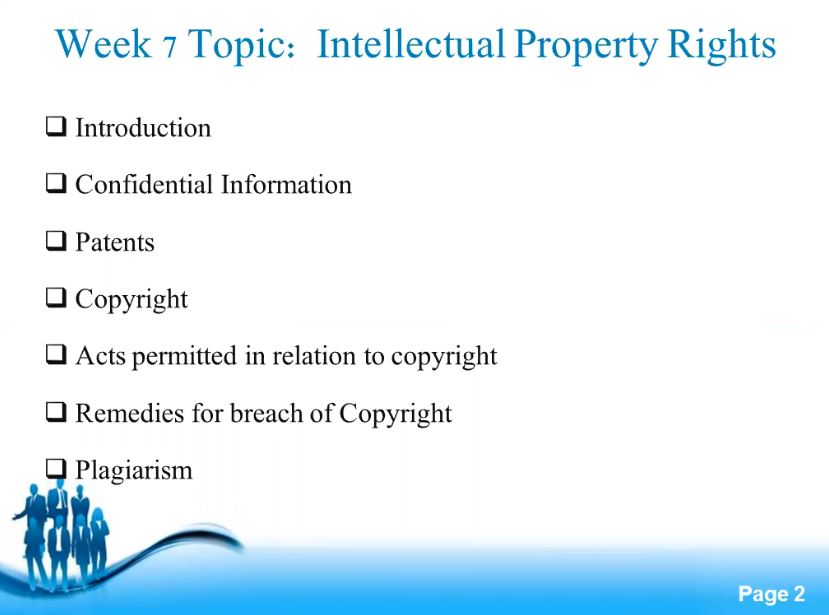 Week 7 Topic：Intellectual Property Rights
❑ Introduction
❑ Confidential Information
❑ Patents
❑ Copyright
❑ Acts permitted in relation to copyright
❑ Remedies for breach of Copyright
❑ Plagiarism
Page 2